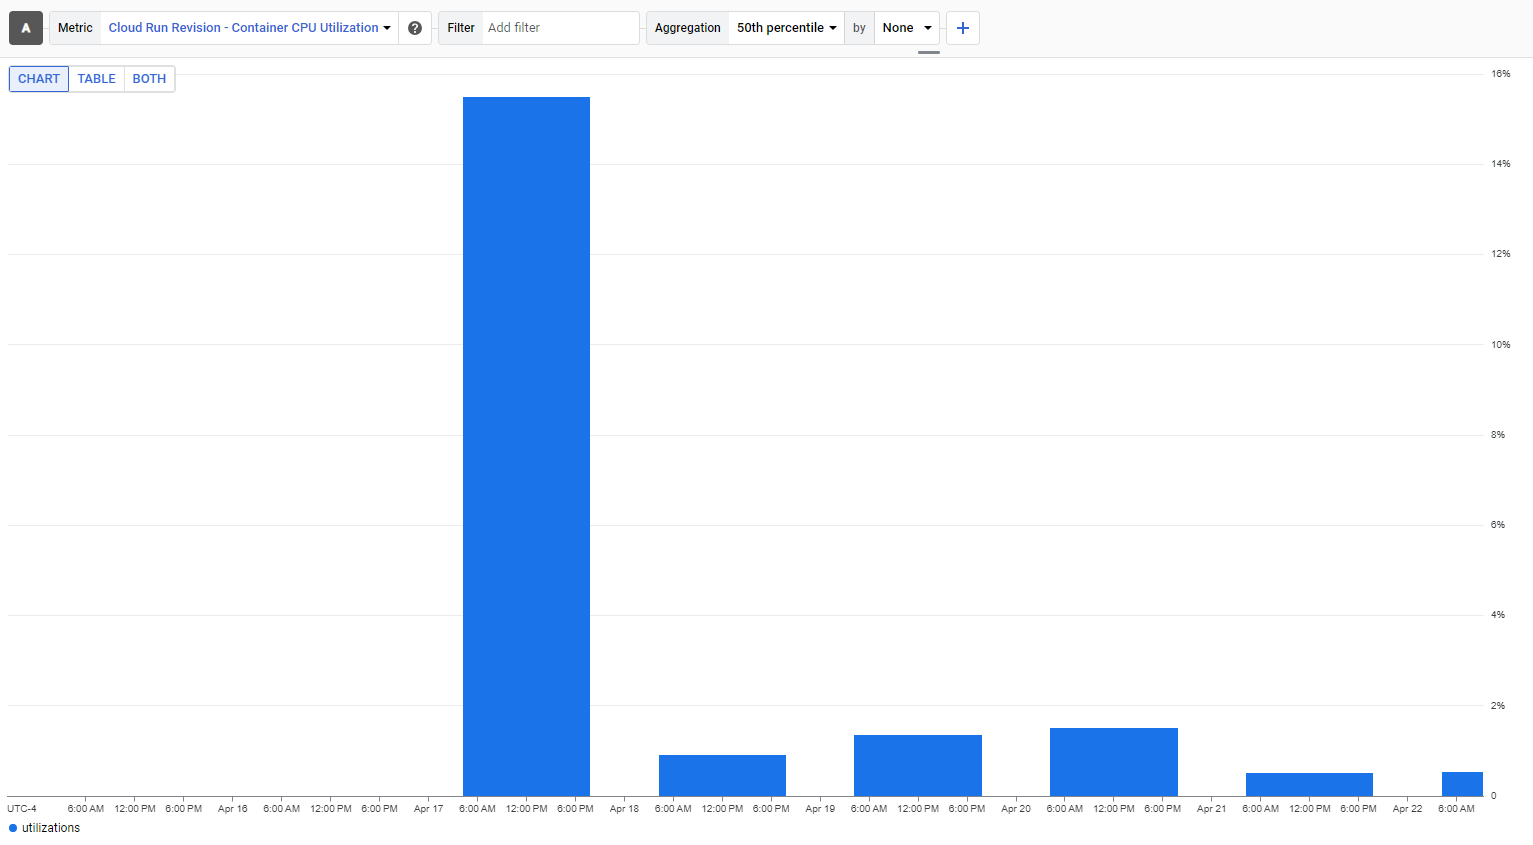 A Metric Cloud Run Revision - Container CPU Utilization ? Filter Add filter Aggregation 50th percentile by None +
CHART TABLE BOTH
16%
14%
12%
10%
8%
6%
4%
2%
0
UTC-4 6:00 AM 12:00 PM 6:00 PM Apr 16 6:00 AM 12:00 PM 6:00 PM Apr 17 6:00 AM 12:00 PM 6:00 PM Apr 18 6:00 AM 12:00 PM 6:00 PM Apr 19 6:00 AM 12:00 PM 6:00 PM Apr 20 6:00 AM 12:00 PM 6:00 PM Apr 21 6:00 AM 12:00 PM 6:00 PM Apr 22 6:00 AM
utilizations